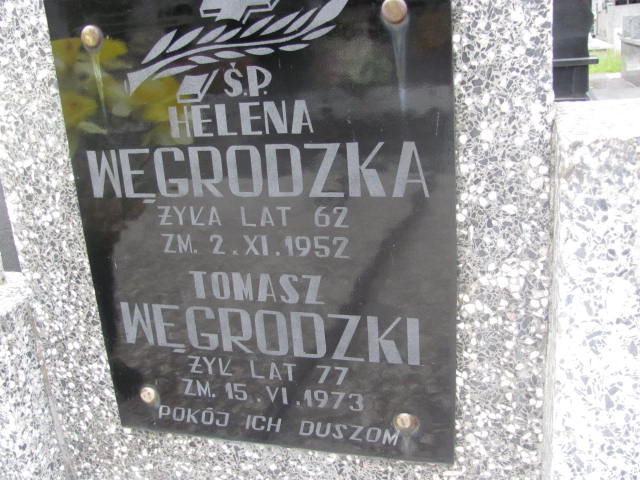 Ś.P.
HELENA
WĘGRODZKA
ŻYŁA LAT 62
ZM. 2.XI.1952
TOMASZ
WĘGRODZKI
ŻYŁ LAT 77
ZM. 15.VI.1973
POKÓJ ICH DUSZOM